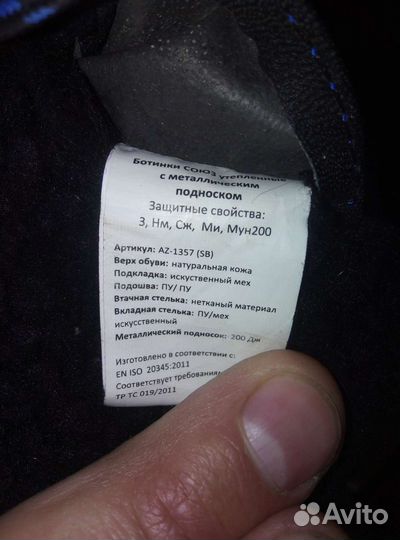 Ботинки СОЮЗ утепленные
с металлическим
подноском
Защитные свойства:
З, Нм, Сж, Ми, Мун200
Артикул: AZ-1357 (SB)
Верх обуви: натуральная кожа
Подкладка: искуственный мех
Подошва: ПУ/ ПУ
Втачная стелька: нетканый материал
Вкладная стелька: ПУ/мех
искусственный
Металлический подносок: 200 Дж
Изготовлено в соответствии с:
EN ISO 20345:2011
Соответствует требованиям
ТР ТС 019/2011
Avito